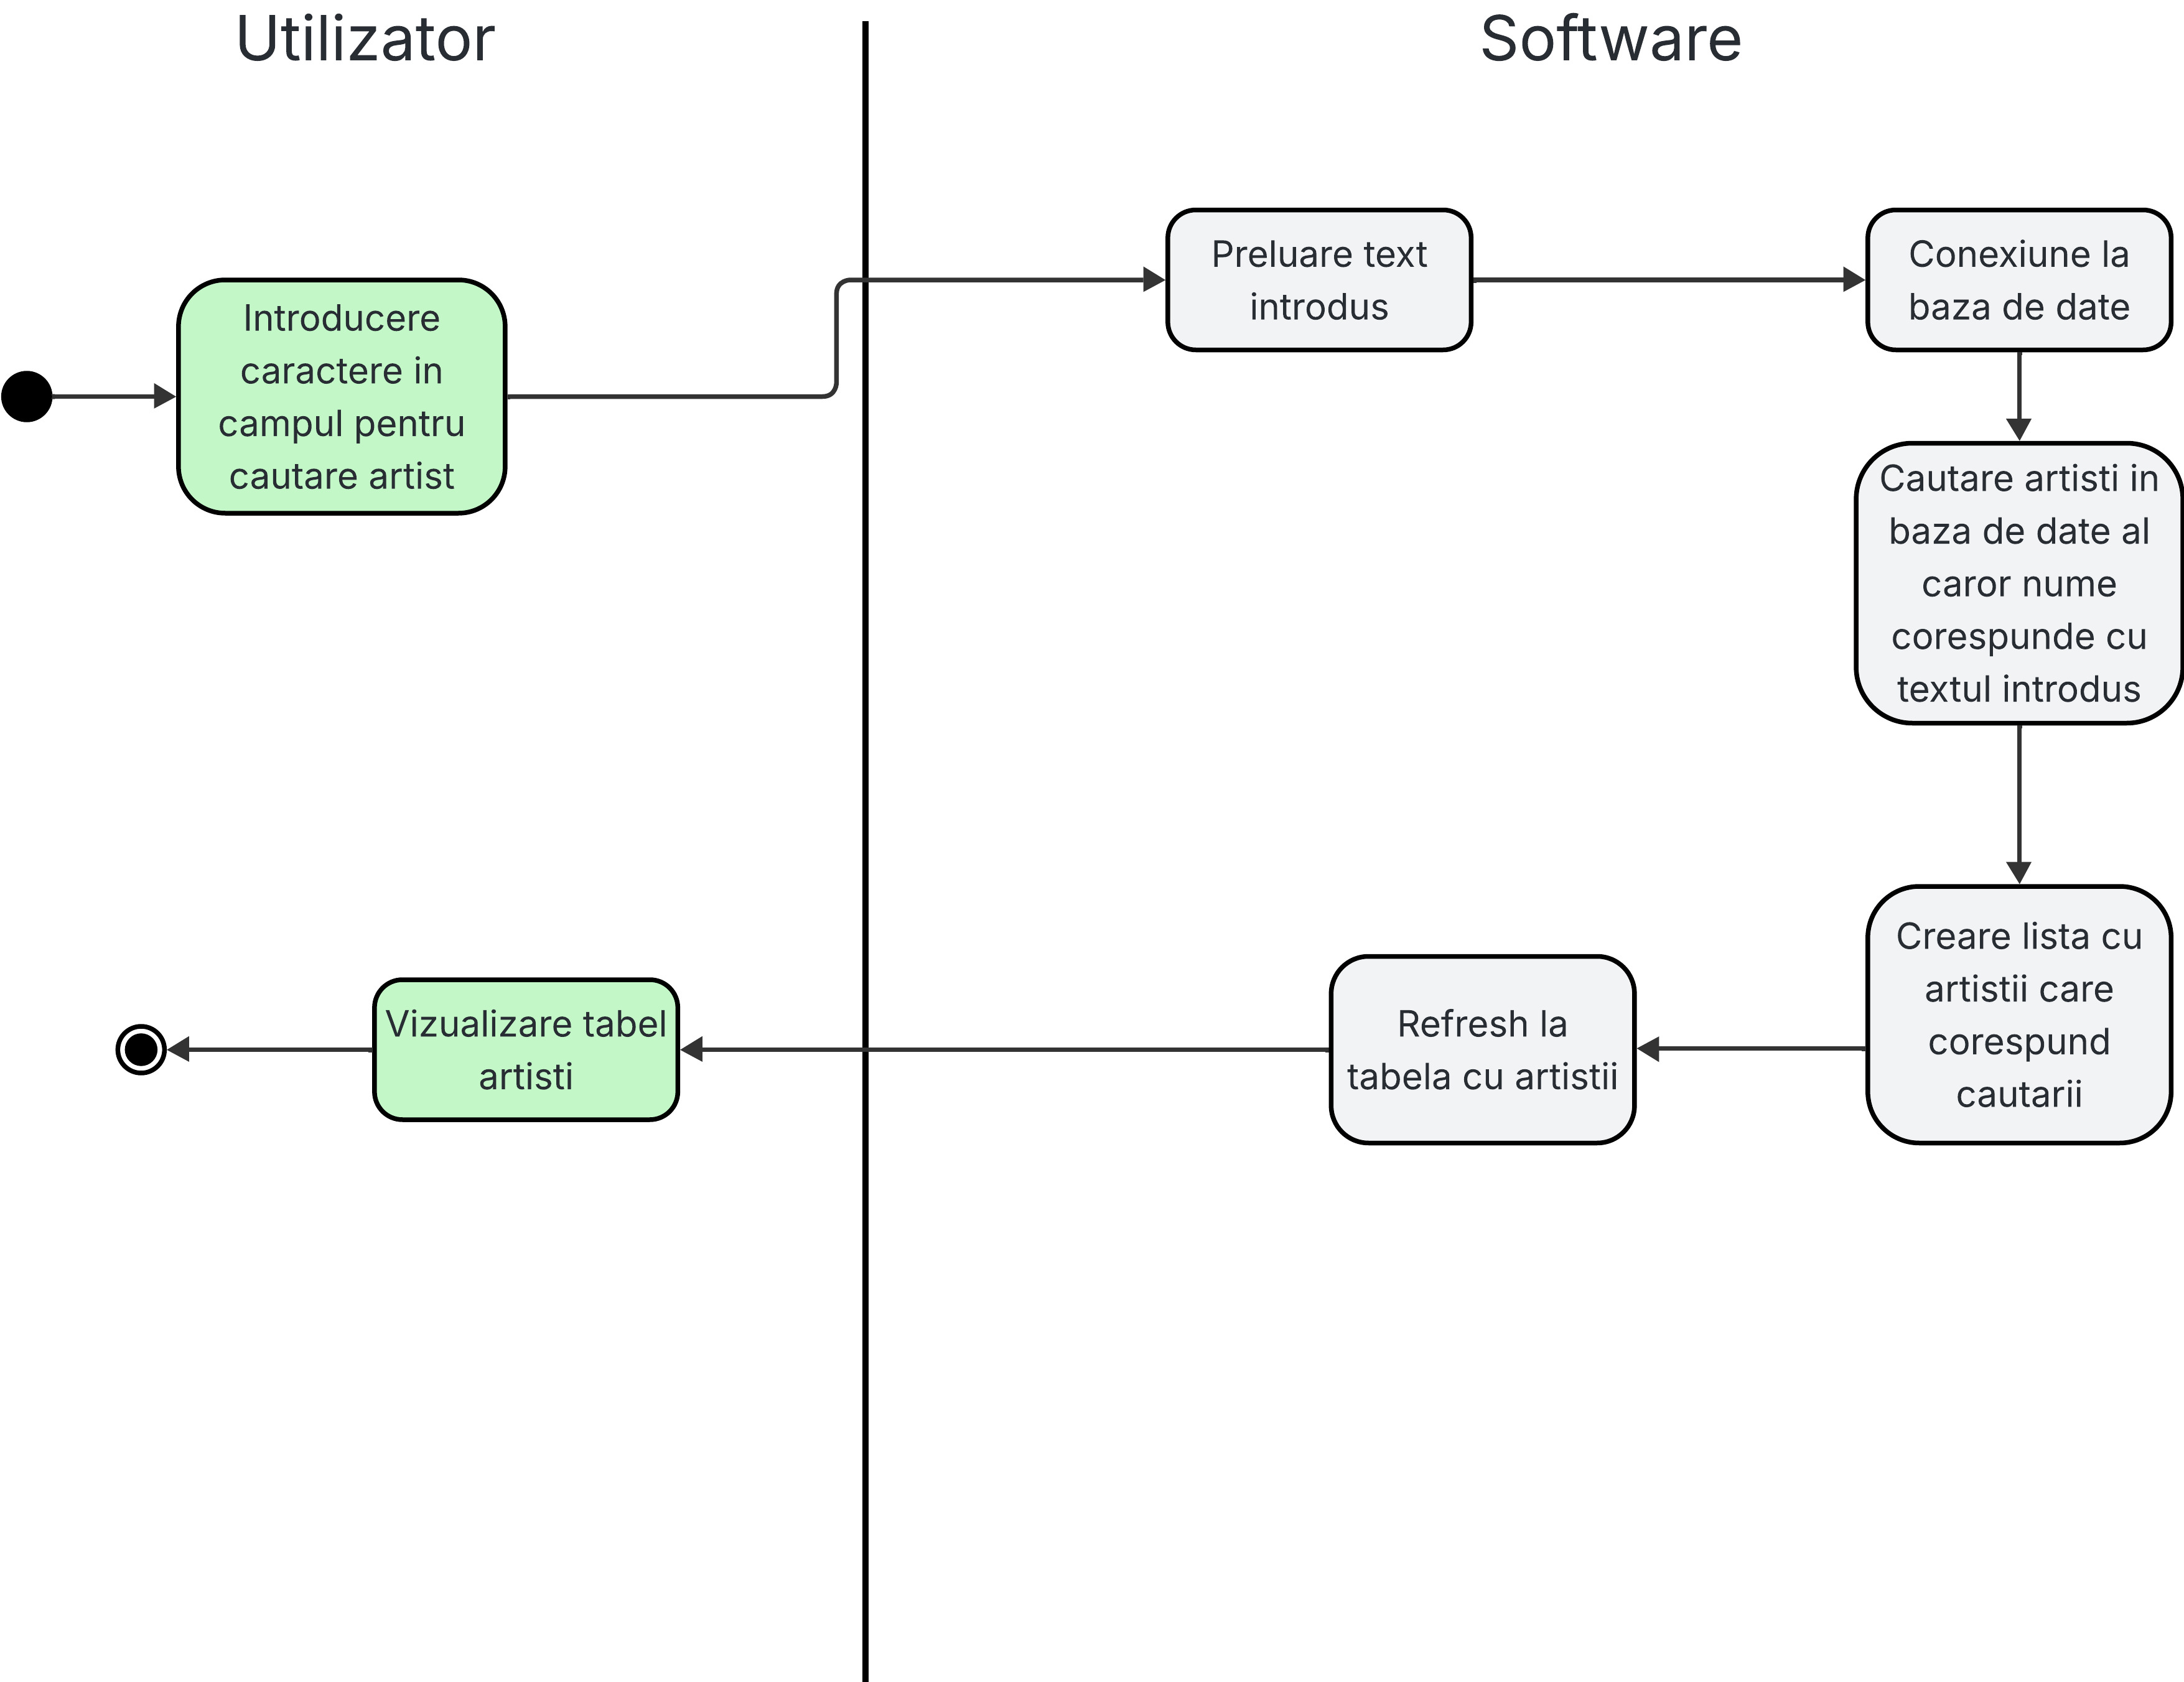 Utilizator
Software
Introducere
caractere in
campul pentru
cautare artist
Preluare text
introdus
Conexiune la
baza de date
Cautare artisti in
baza de date al
caror nume
corespunde cu
textul introdus
Creare lista cu
artistii care
corespund
cautarii
Refresh la
tabela cu artistii
Vizualizare tabel
artisti